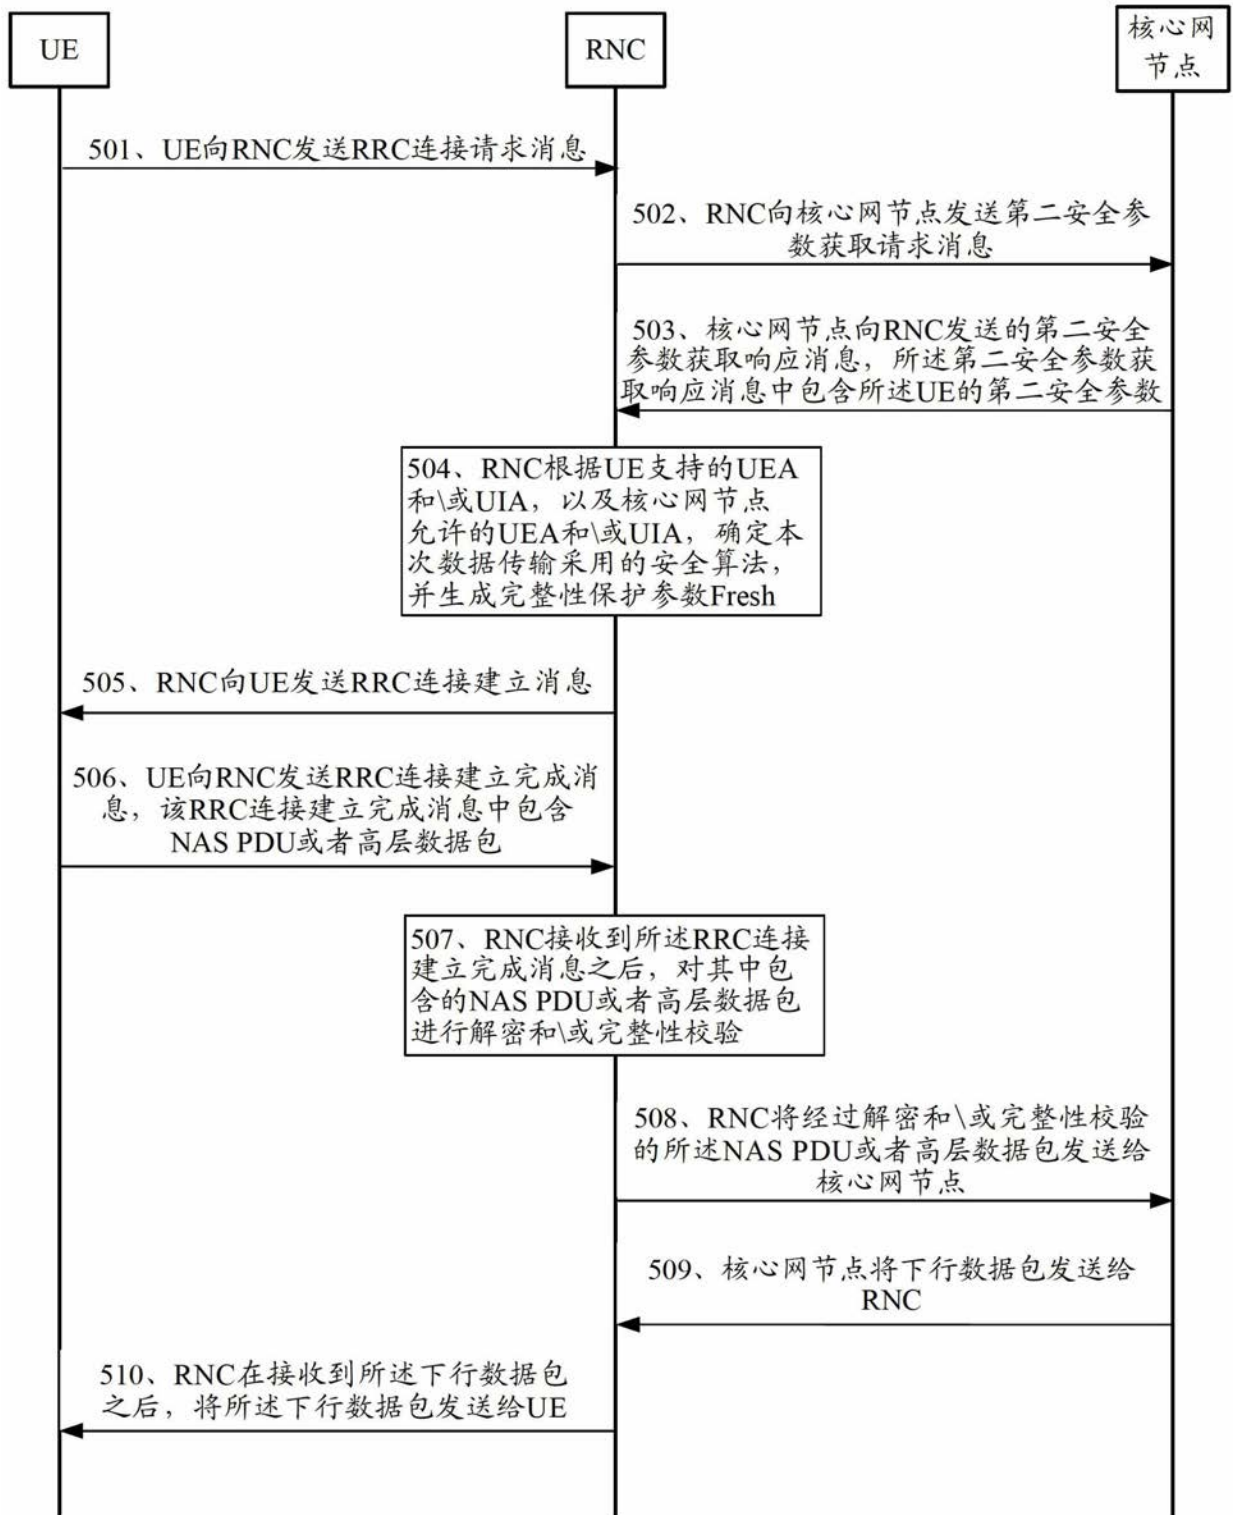 UE
RNC
核心网
节点
501、UE向RNC发送RRC连接请求消息
502、RNC向核心网节点发送第二安全参
数获取请求消息
503、核心网节点向RNC发送的第二安全
参数获取响应消息，所述第二安全参数获
取响应消息中包含所述UE的第二安全参数
504、RNC根据UE支持的UEA
和\或UIA，以及核心网节点
允许的UEA和\或UIA，确定本
次数据传输采用的安全算法，
并生成完整性保护参数Fresh
505、RNC向UE发送RRC连接建立消息
506、UE向RNC发送RRC连接建立完成消
息，该RRC连接建立完成消息中包含
NAS PDU或者高层数据包
507、RNC接收到所述RRC连接
建立完成消息之后，对其中包
含的NAS PDU或者高层数据包
进行解密和\或完整性校验
508、RNC将经过解密和\或完整性校验
的所述NAS PDU或者高层数据包发送给
核心网节点
509、核心网节点将下行数据包发送给
RNC
510、RNC在接收到所述下行数据包
之后，将所述下行数据包发送给UE